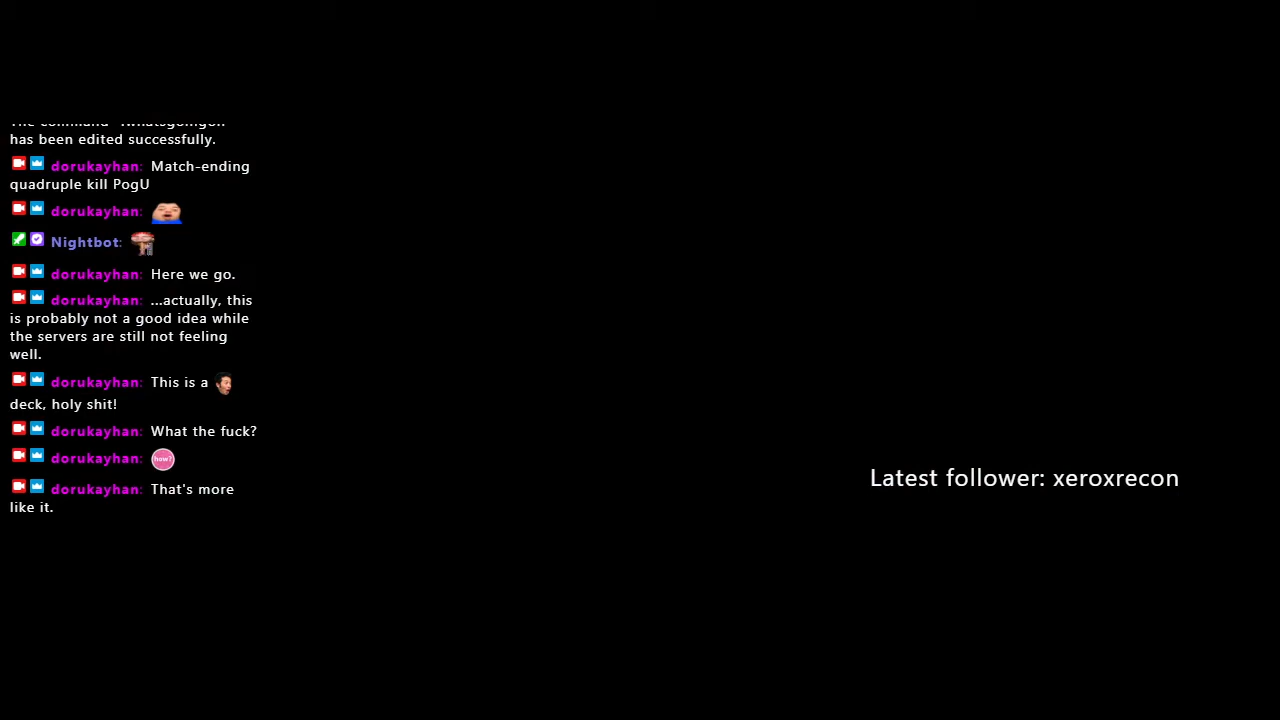 has been edited successfully.
dorukayhan: Match-ending
quadruple kill PogU
dorukayhan:
Nightbot:
dorukayhan: Here we go.
dorukayhan: ...actually, this
is probably not a good idea while
the servers are still not feeling
well.
dorukayhan: This is a
deck, holy shit!
dorukayhan: What the fuck?
dorukayhan: how?
dorukayhan: That's more
like it.
Latest follower: xeroxrecon